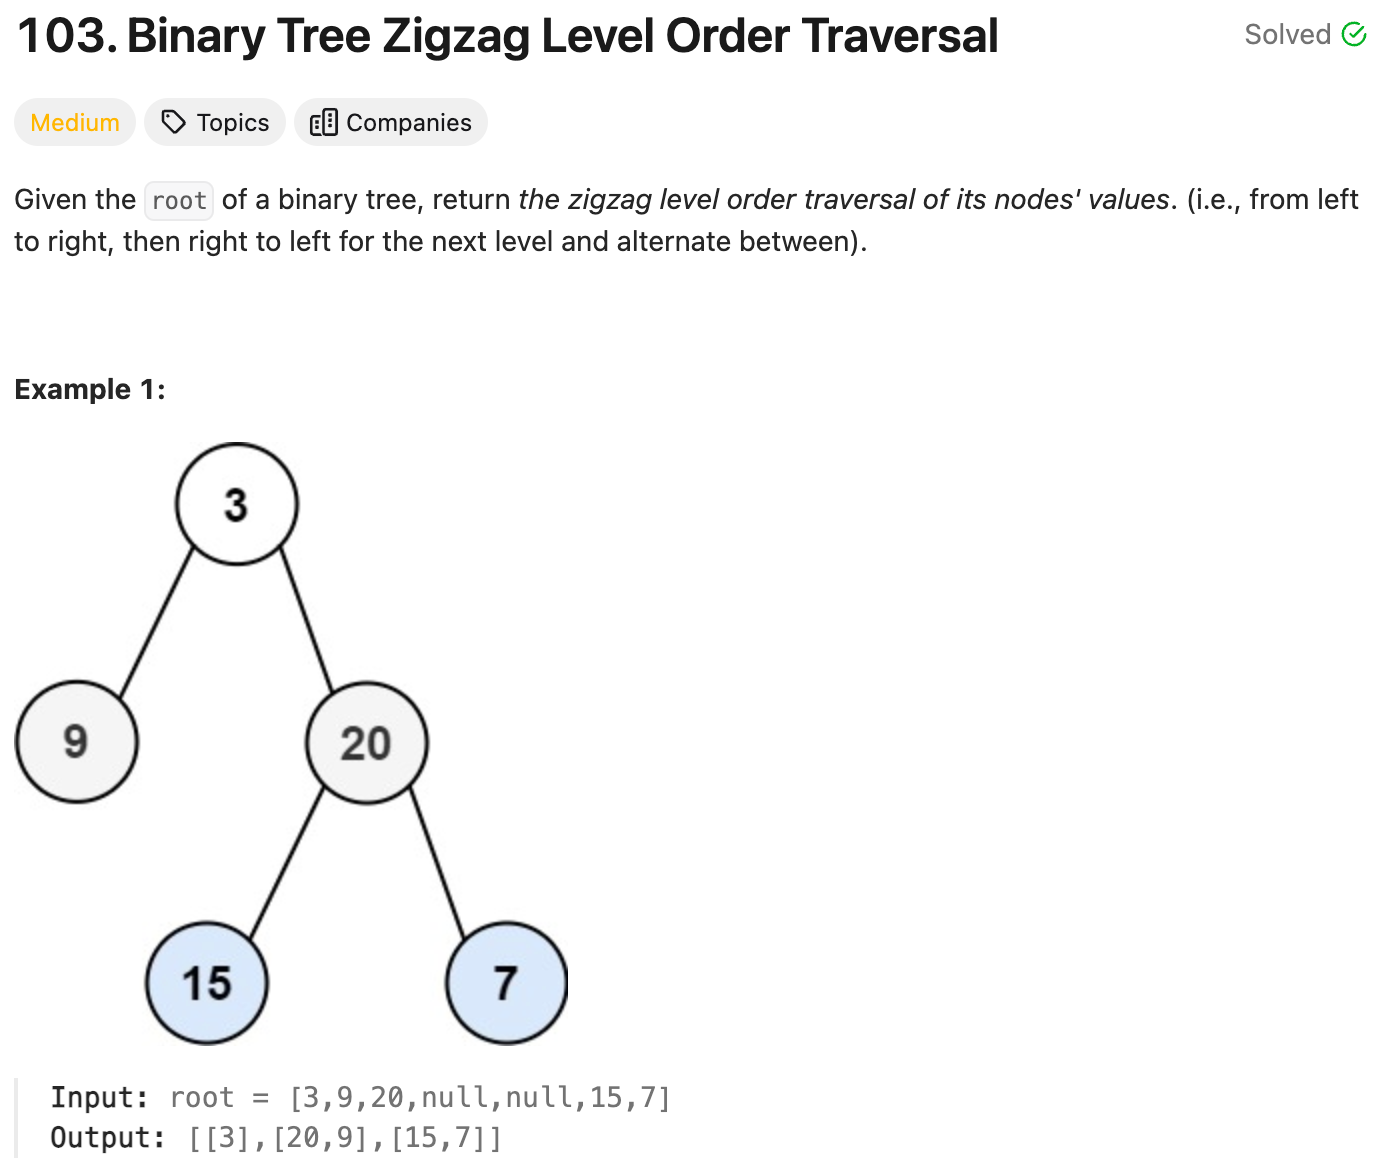 103. Binary Tree Zigzag Level Order Traversal
Solved
Medium
Topics
Companies
Given the root of a binary tree, return the zigzag level order traversal of its nodes' values. (i.e., from left
to right, then right to left for the next level and alternate between).
Example 1:
3
9
20
15
7
Input: root = [3,9,20,null,null,15,7]
Output: [[3],[20,9],[15,7]]